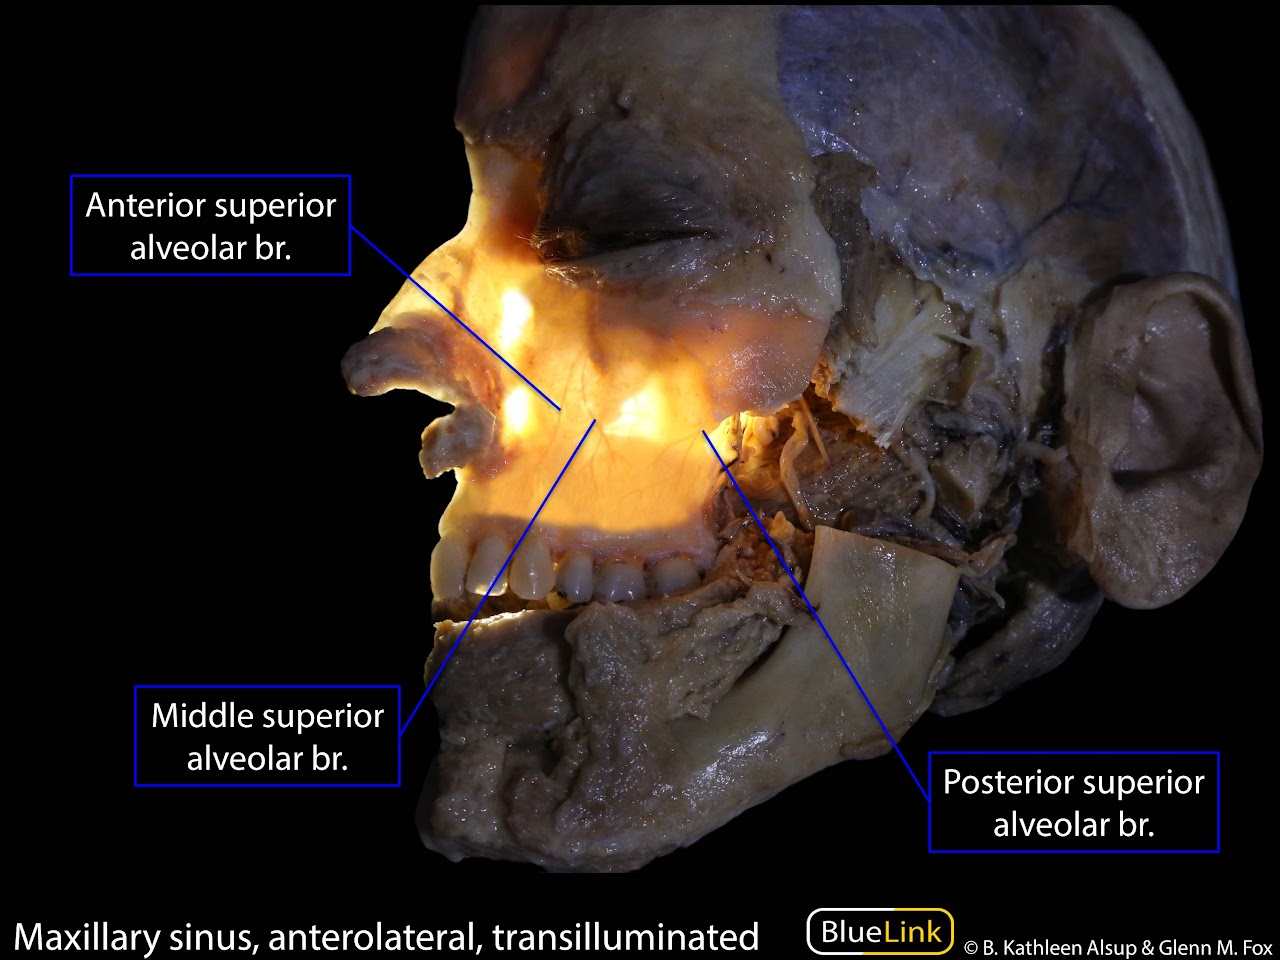 Anterior superior
alveolar br.
Middle superior
alveolar br.
Posterior superior
alveolar br.
Maxillary sinus, anterolateral, transilluminated
BlueLink
© B. Kathleen Alsup & Glenn M. Fox